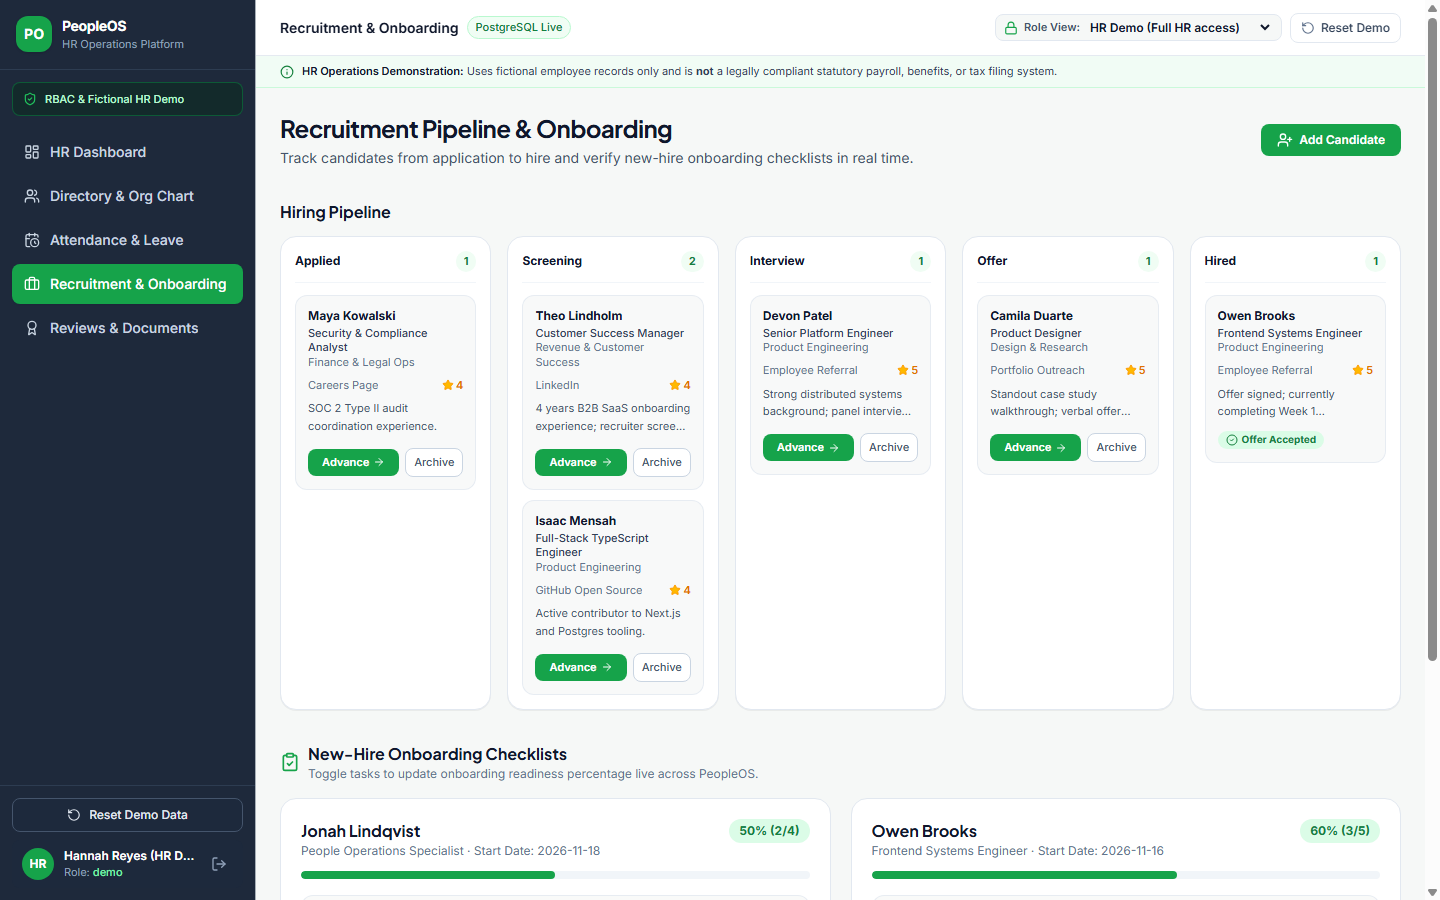 PO
PeopleOS
HR Operations Platform
RBAC & Fictional HR Demo
HR Dashboard
Directory & Org Chart
Attendance & Leave
Recruitment & Onboarding
Reviews & Documents
Reset Demo Data
HR
Hannah Reyes (HR D...
Role: demo
Recruitment & Onboarding
PostgreSQL Live
Role View: HR Demo (Full HR access)
Reset Demo
HR Operations Demonstration: Uses fictional employee records only and is not a legally compliant statutory payroll, benefits, or tax filing system.
Recruitment Pipeline & Onboarding
Track candidates from application to hire and verify new-hire onboarding checklists in real time.
Add Candidate
Hiring Pipeline
Applied 1
Maya Kowalski
Security & Compliance
Analyst
Finance & Legal Ops
Careers Page 4
SOC 2 Type II audit
coordination experience.
Advance → Archive
Screening 2
Theo Lindholm
Customer Success Manager
Revenue & Customer
Success
LinkedIn 4
4 years B2B SaaS onboarding
experience; recruiter scree...
Advance → Archive
Isaac Mensah
Full-Stack TypeScript
Engineer
Product Engineering
GitHub Open Source 4
Active contributor to Next.js
and Postgres tooling.
Advance → Archive
Interview 1
Devon Patel
Senior Platform Engineer
Product Engineering
Employee Referral 5
Strong distributed systems
background; panel intervie...
Advance → Archive
Offer 1
Camila Duarte
Product Designer
Design & Research
Portfolio Outreach 5
Standout case study
walkthrough; verbal offer...
Advance → Archive
Hired 1
Owen Brooks
Frontend Systems Engineer
Product Engineering
Employee Referral 5
Offer signed; currently
completing Week 1...
Offer Accepted
New-Hire Onboarding Checklists
Toggle tasks to update onboarding readiness percentage live across PeopleOS.
Jonah Lindqvist
50% (2/4)
People Operations Specialist · Start Date: 2026-11-18
Owen Brooks
60% (3/5)
Frontend Systems Engineer · Start Date: 2026-11-16